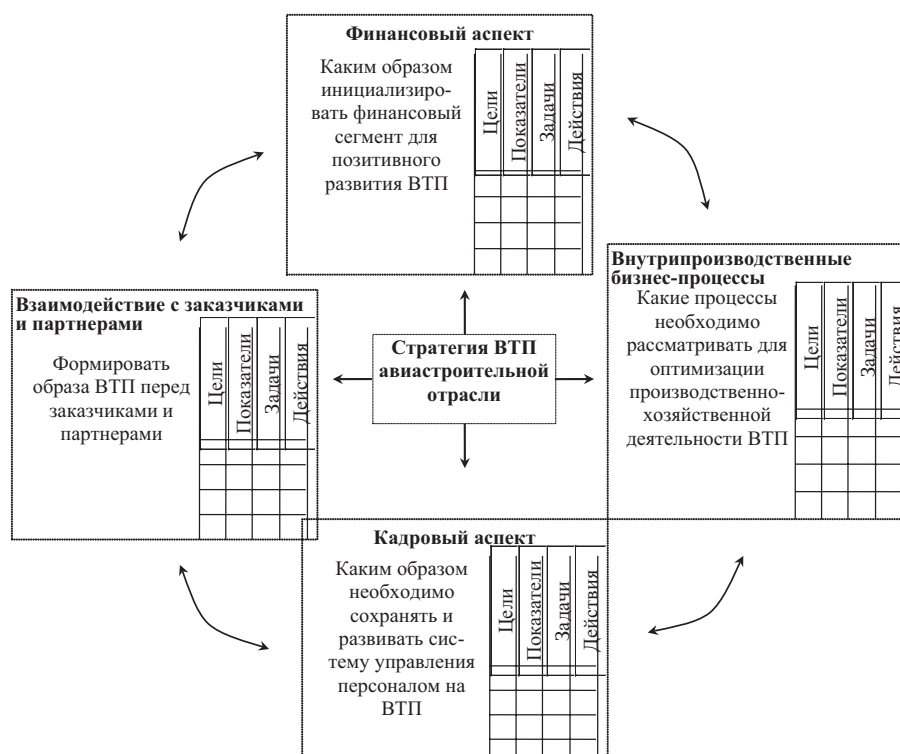 Финансовый аспект
Каким образом
инициализиро-
вать финансовый
сегмент для
позитивного
развития ВТП
Цели
Показатели
Задачи
Действия
Взаимодействие с заказчиками
и партнерами
Формировать
образа ВТП перед
заказчиками и
партнерами
Цели
Показатели
Задачи
Действия
Стратегия ВТП
авиастроительной
отрасли
Внутрипроизводственные
бизнес-процессы
Какие процессы
необходимо
рассматривать для
оптимизации
производственно-
хозяйственной
деятельности ВТП
Цели
Показатели
Задачи
Действия
Кадровый аспект
Каким образом
необходимо
сохранять и
развивать сис-
тему управления
персоналом на
ВТП
Цели
Показатели
Задачи
Действия